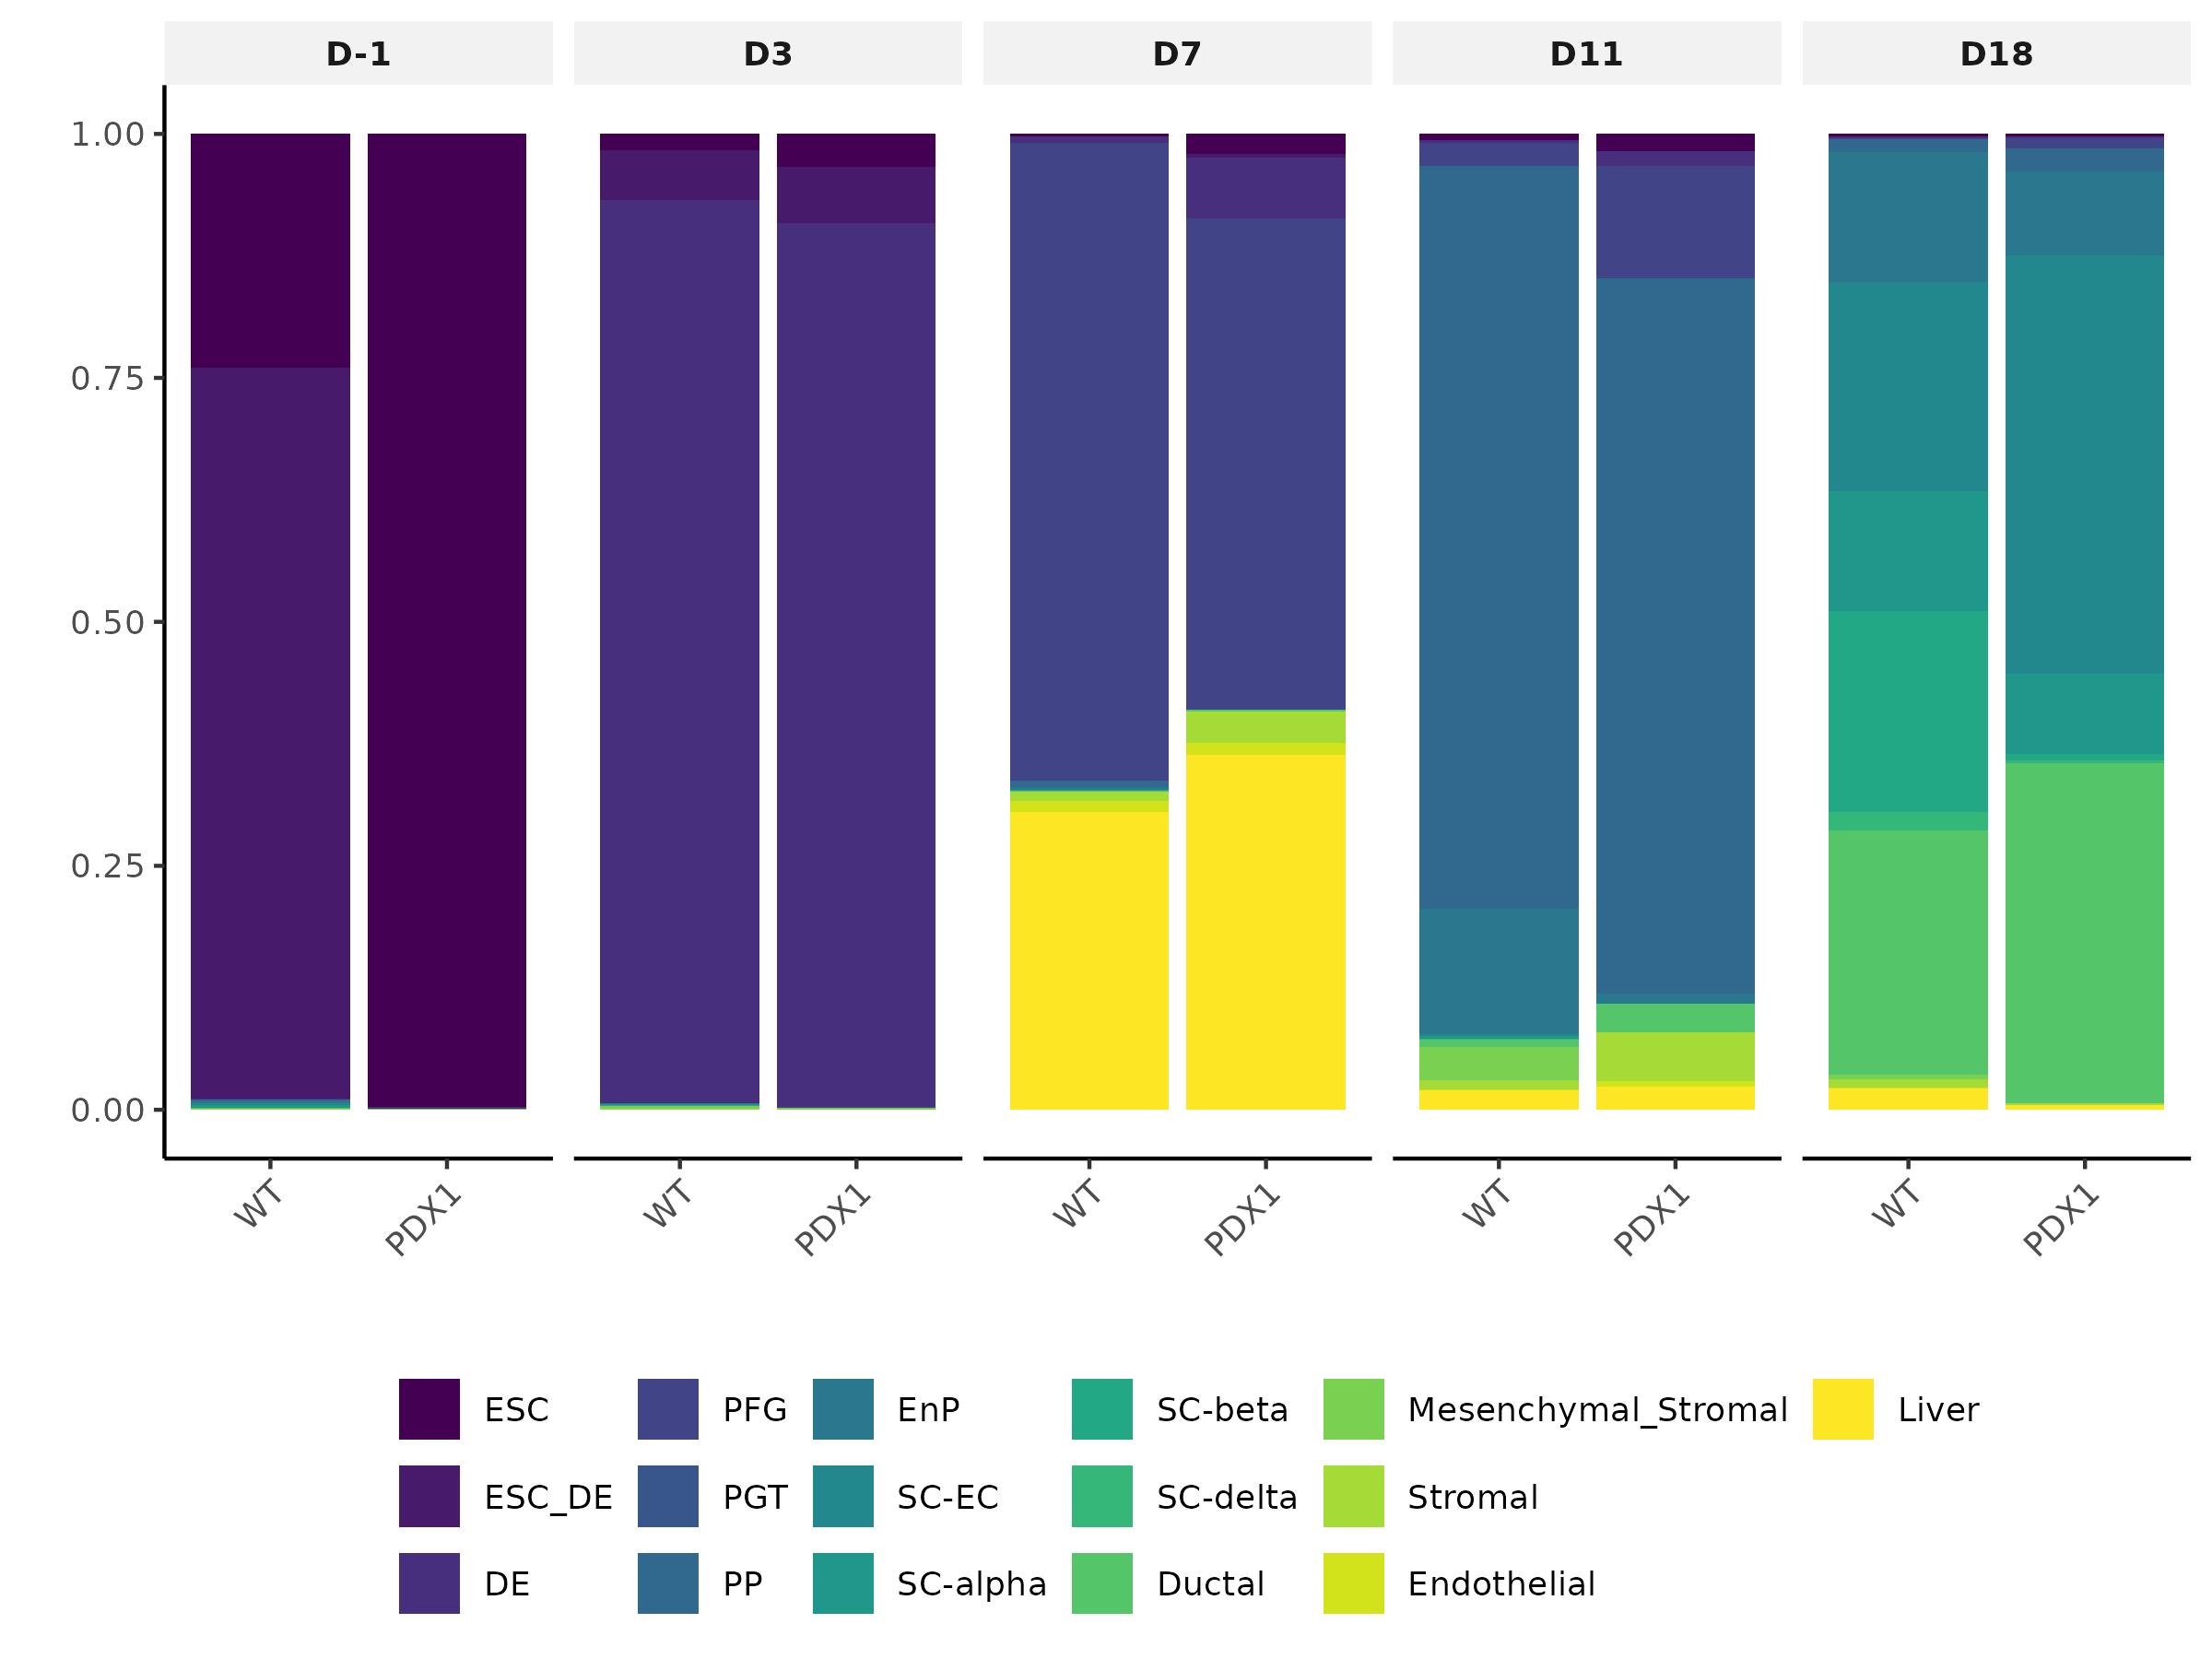 D-1 D3 D7 D11 D18
1.00
0.75
0.50
0.25
0.00
WT PDX1 WT PDX1 WT PDX1 WT PDX1 WT PDX1
ESC PFG EnP SC-beta Mesenchymal_Stromal Liver
ESC_DE PGT SC-EC SC-delta Stromal
DE PP SC-alpha Ductal Endothelial